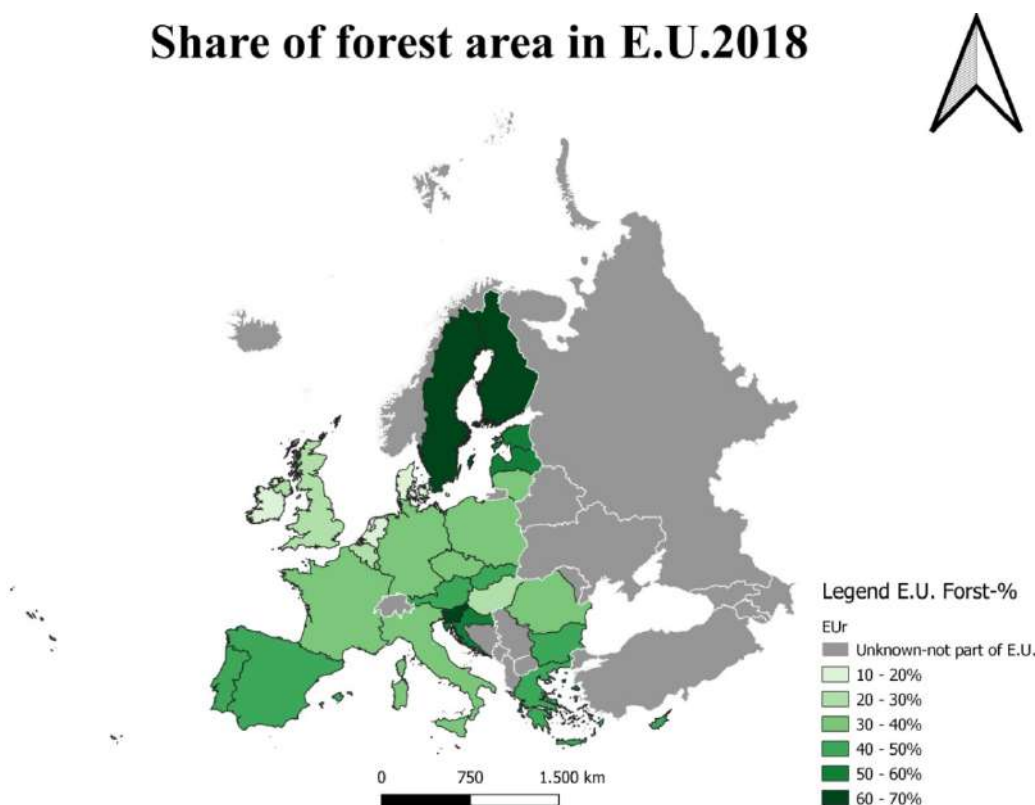 Share of forest area in E.U.2018
Legend E.U. Forst-%
EUr
Unknown-not part of E.U.
10 - 20%
20 - 30%
30 - 40%
40 - 50%
50 - 60%
60 - 70%
0 750 1.500 km